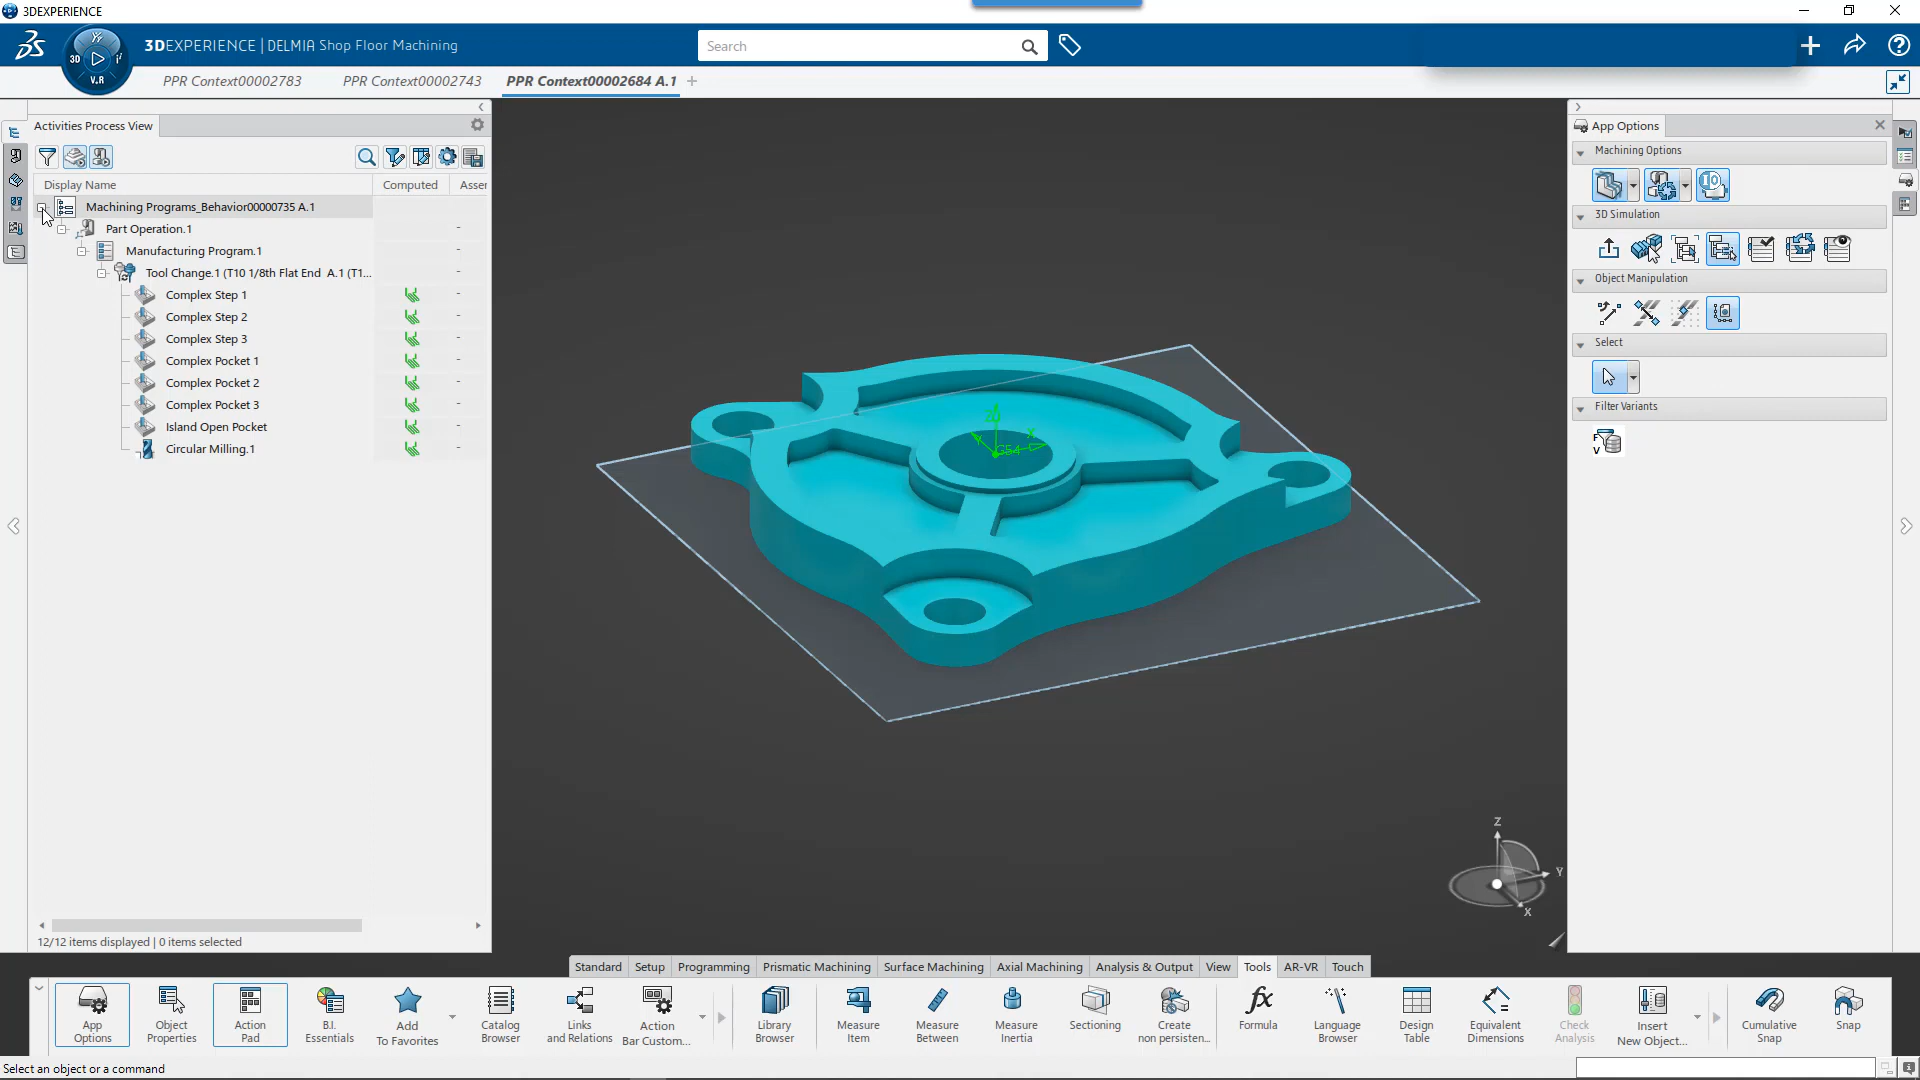 3DEXPERIENCE
3DEXPERIENCE | DELMIA Shop Floor Machining
Search
3D
V.R
PPR Context00002783
PPR Context00002743
PPR Context00002684 A.1
Activities Process View
Display Name
Computed
Asser
Machining Programs_Behavior00000735 A.1
Part Operation.1
Manufacturing Program.1
Tool Change.1 (T10 1/8th Flat End A.1 (T1...
Complex Step 1
Complex Step 2
Complex Step 3
Complex Pocket 1
Complex Pocket 2
Complex Pocket 3
Island Open Pocket
Circular Milling.1
12/12 items displayed | 0 items selected
Z
X
G54
Z
Y
X
App Options
Machining Options
3D Simulation
Object Manipulation
Select
Filter Variants
Standard
Setup
Programming
Prismatic Machining
Surface Machining
Axial Machining
Analysis & Output
View
Tools
AR-VR
Touch
App Options
Object Properties
Action Pad
B.I. Essentials
Add To Favorites
Catalog Browser
Links and Relations
Action Bar Custom...
Library Browser
Measure Item
Measure Between
Measure Inertia
Sectioning
Create non persisten...
Formula
Language Browser
Design Table
Equivalent Dimensions
Check Analysis
Insert New Object...
Cumulative Snap
Snap
Select an object or a command